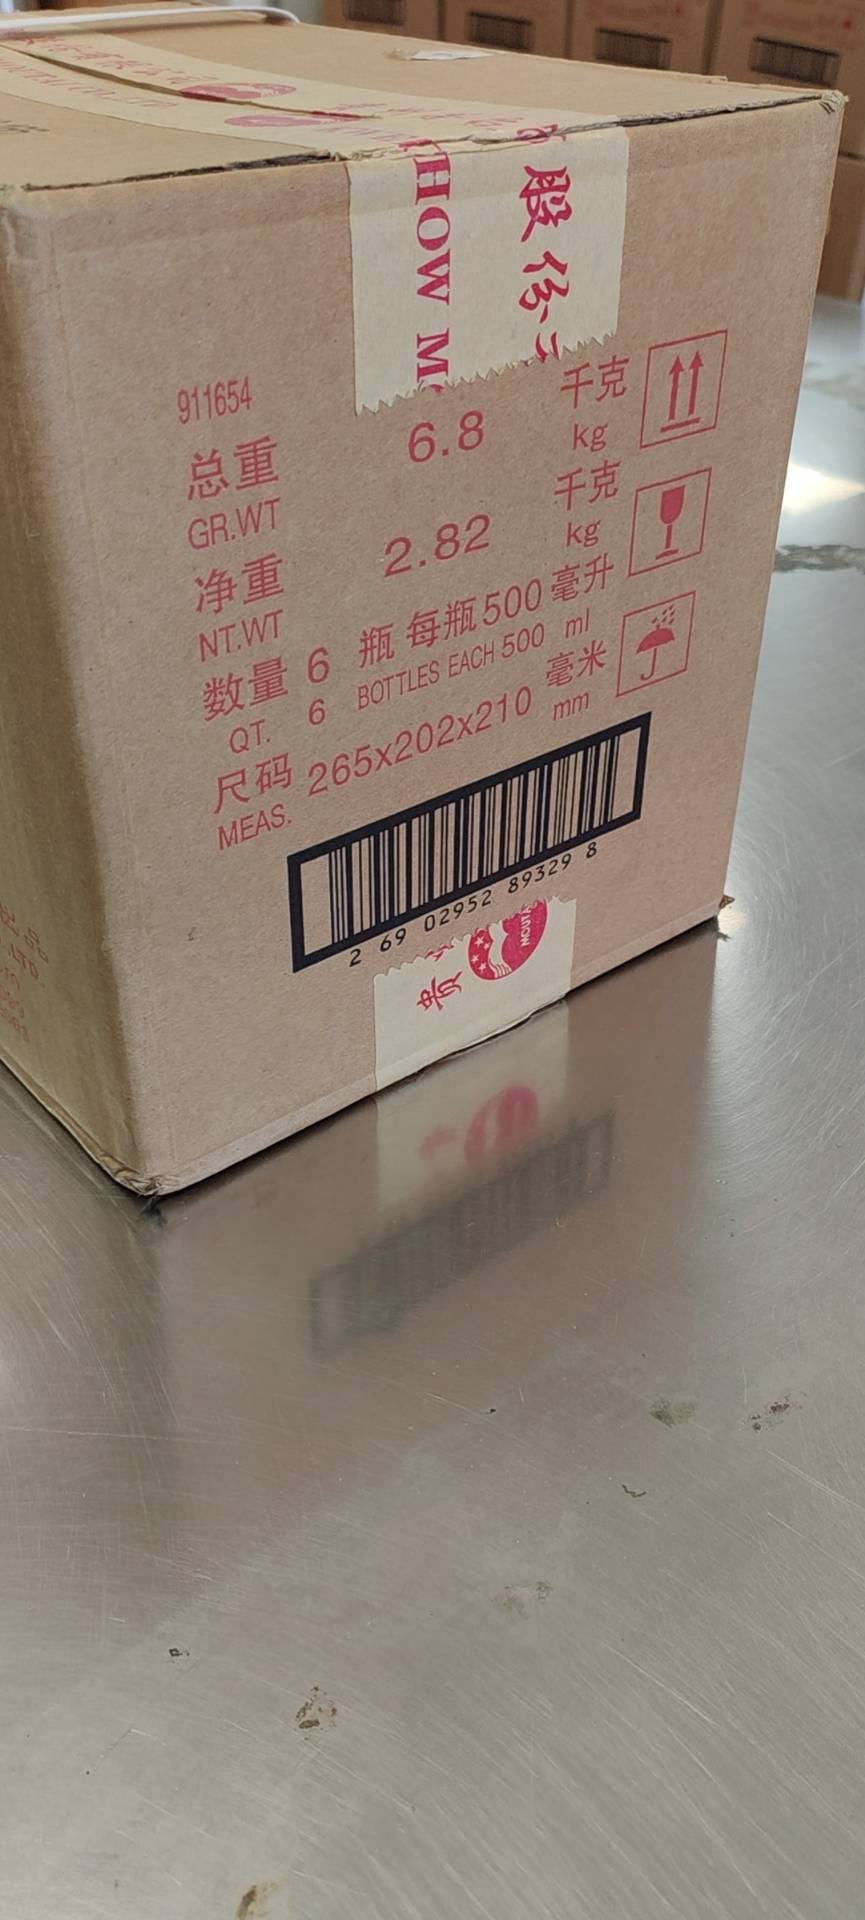 股份
HOW M
911654
总重 6.8 千克
GR.WT kg
净重 2.82 千克
NT.WT kg
数量 6 瓶 每瓶 500 毫升
QT. 6 BOTTLES EACH 500 ml
尺码 265x202x210 毫米
MEAS. mm
2 69 02952 89329 8
贵
MOUTAI